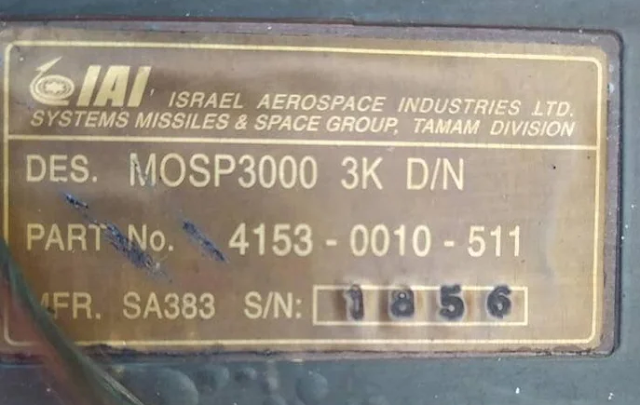 IAI ISRAEL AEROSPACE INDUSTRIES LTD.
SYSTEMS MISSILES & SPACE GROUP, TAMAM DIVISION
DES. MOSP3000 3K D/N
PART No. 4153 - 0010 - 511
MFR. SA383 S/N: 1856